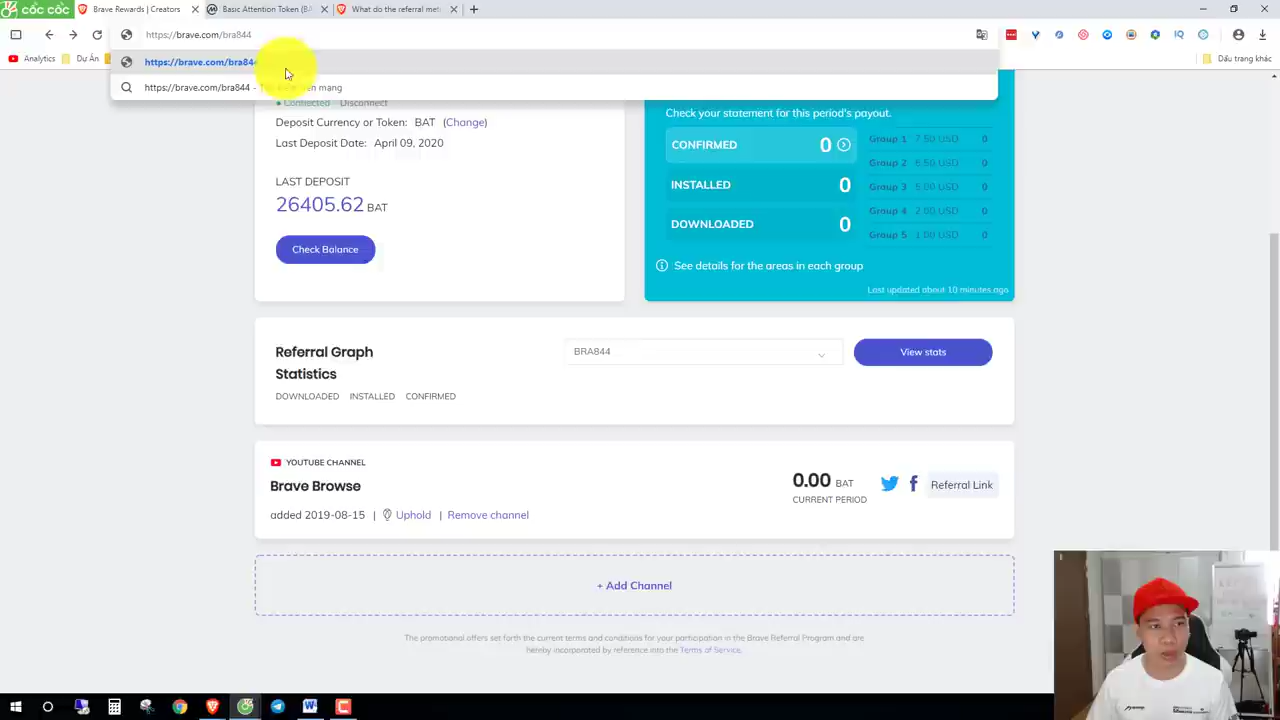 cốc cốc
Brave Rewards | Creators
Basic Attention Token (BA
What do the referral met
https://brave.com/bra844
Analytics
Dự Án
Dấu trang khác
https://brave.com/bra844
https://brave.com/bra844 -
Connected Disconnect
Deposit Currency or Token: BAT (Change)
Last Deposit Date: April 09, 2020
LAST DEPOSIT
26405.62 BAT
Check Balance
Check your statement for this period's payout.
CONFIRMED 0
INSTALLED 0
DOWNLOADED 0
Group 1 7.50 USD 0
Group 2 6.50 USD 0
Group 3 5.00 USD 0
Group 4 2.00 USD 0
Group 5 1.00 USD 0
See details for the areas in each group
Last updated about 10 minutes ago
Referral Graph
Statistics
BRA844
View stats
DOWNLOADED INSTALLED CONFIRMED
YOUTUBE CHANNEL
Brave Browse
added 2019-08-15 | Uphold | Remove channel
0.00 BAT
CURRENT PERIOD
Referral Link
+ Add Channel
The promotional offers set forth the current terms and conditions for your participation in the Brave Referral Program and are
hereby incorporated by reference into the Terms of Service.